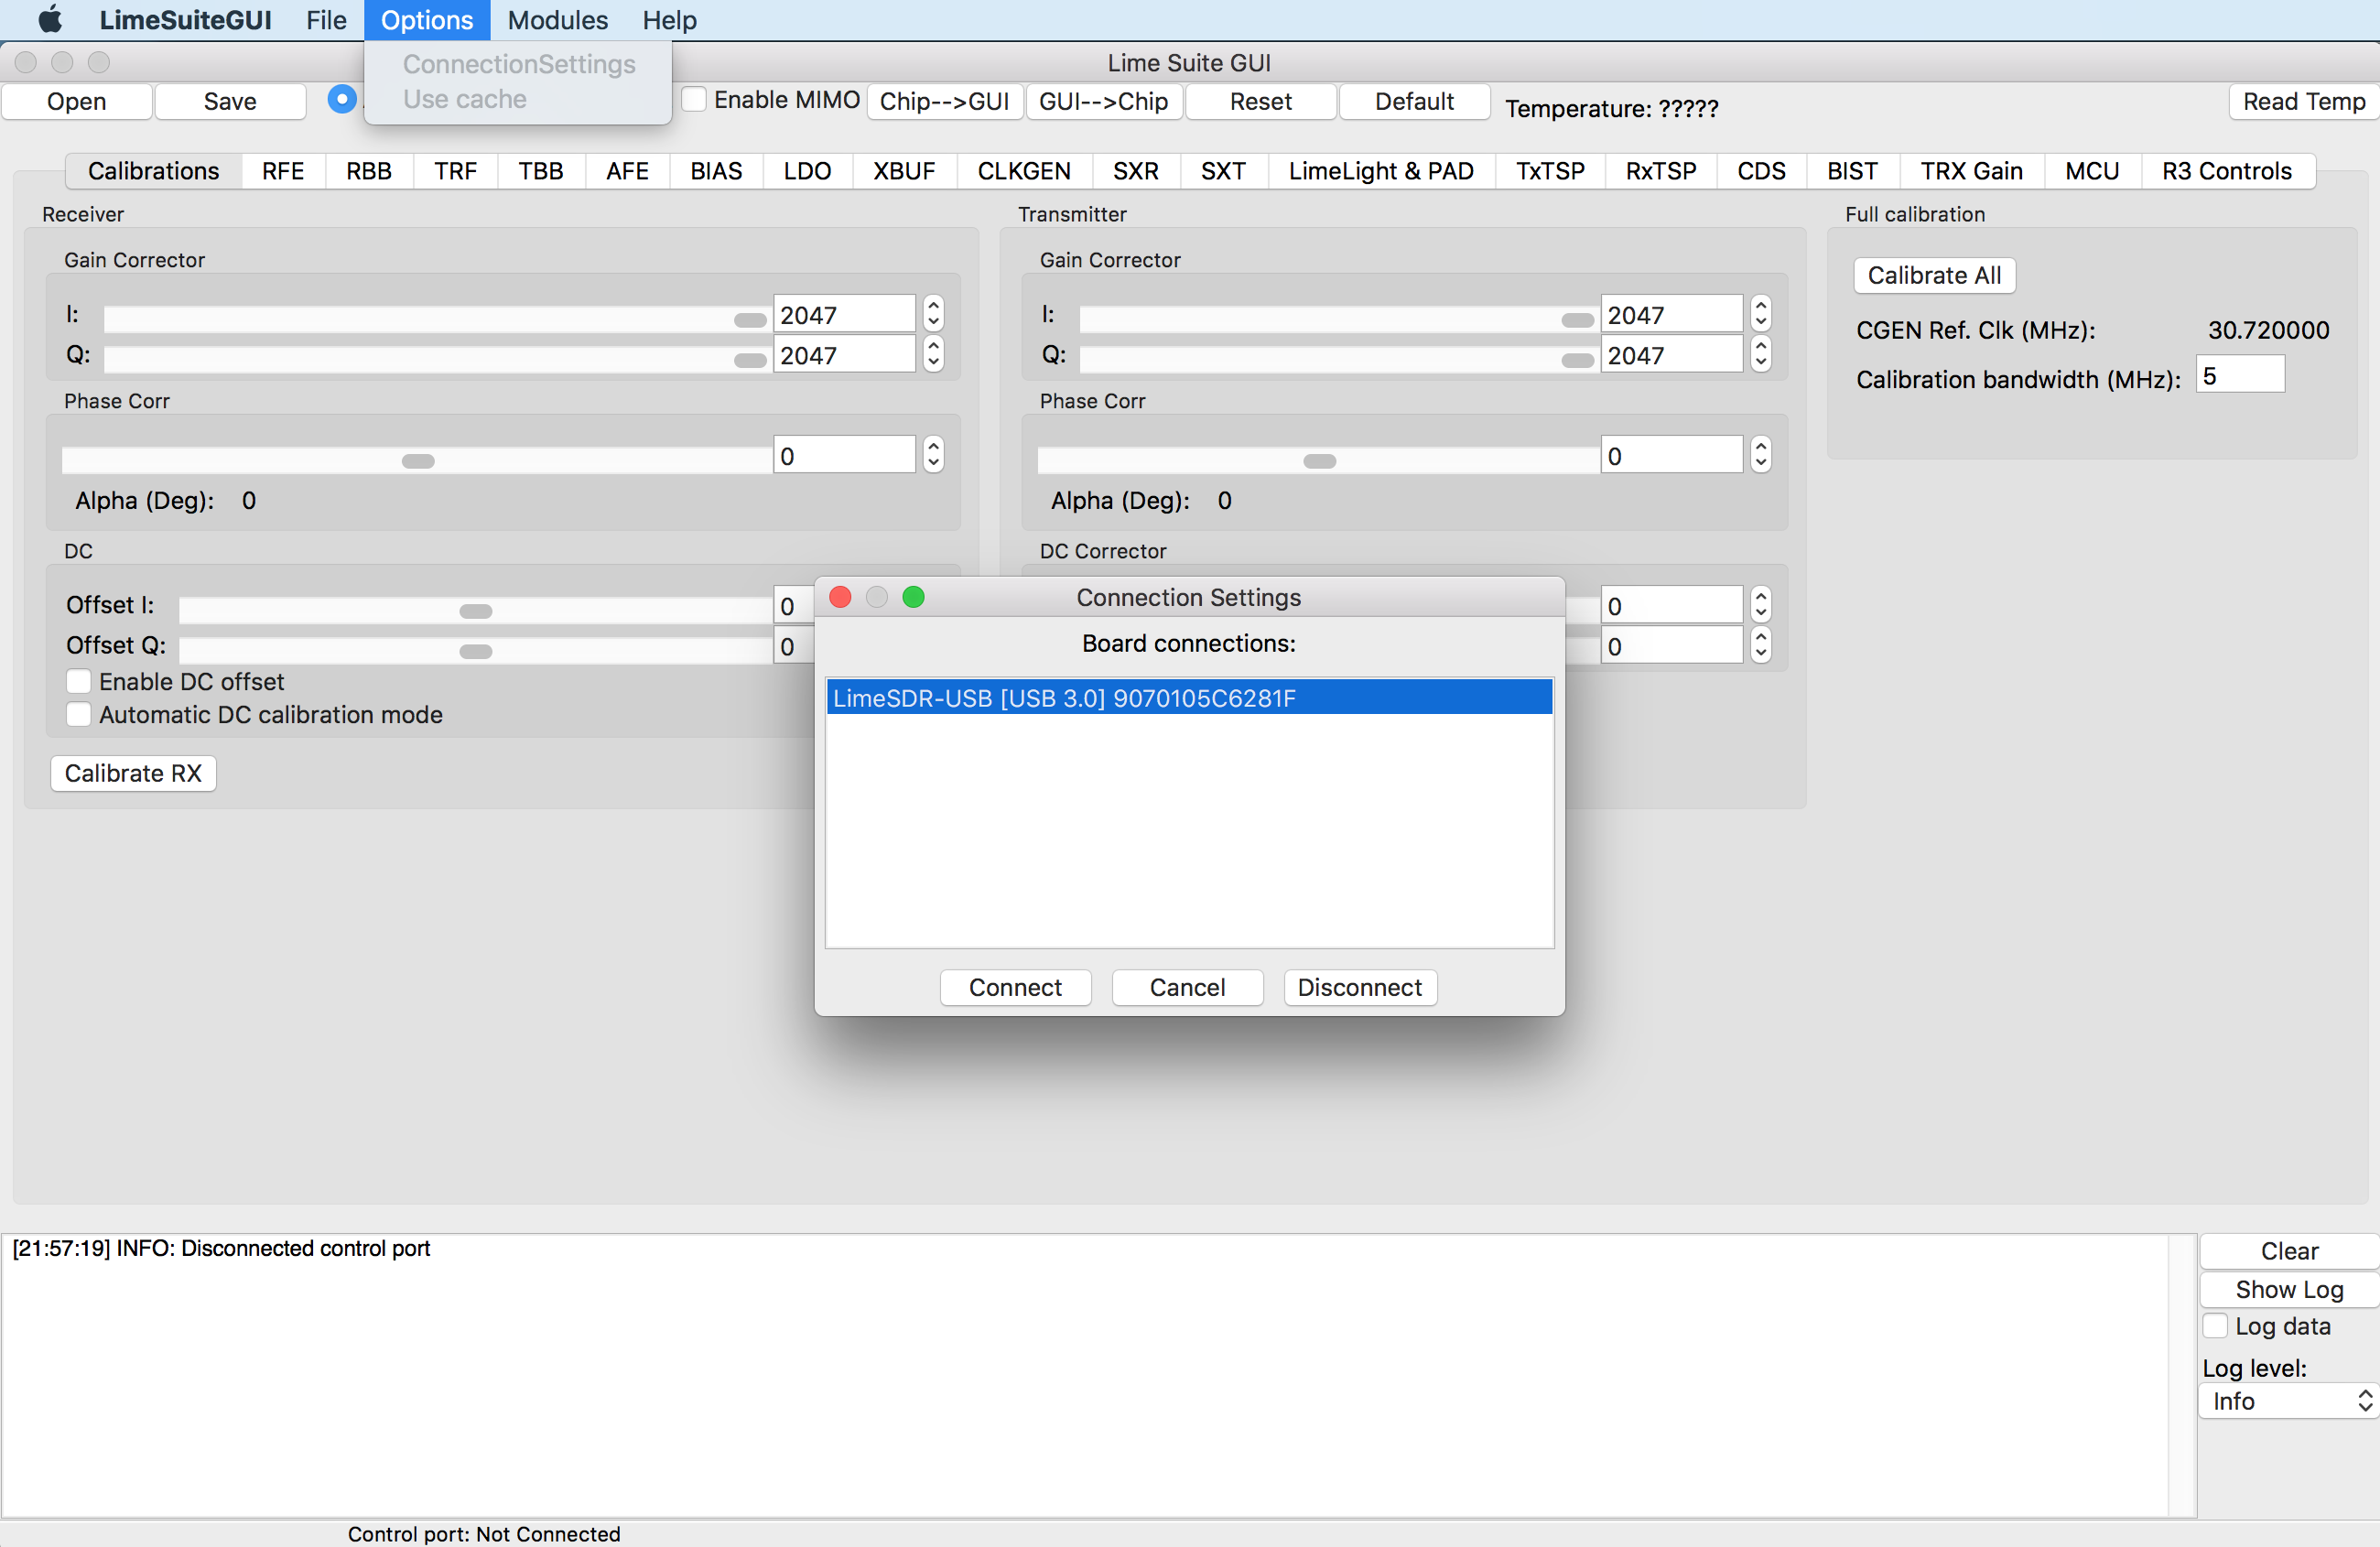 LimeSuiteGUI File Options Modules Help
ConnectionSettings
Use cache
Lime Suite GUI
Open Save Enable MIMO Chip-->GUI GUI-->Chip Reset Default Temperature: ????? Read Temp
Calibrations RFE RBB TRF TBB AFE BIAS LDO XBUF CLKGEN SXR SXT LimeLight & PAD TxTSP RxTSP CDS BIST TRX Gain MCU R3 Controls
Receiver
Gain Corrector
I: 2047
Q: 2047
Phase Corr
0
Alpha (Deg): 0
DC
Offset I: 0
Offset Q: 0
Enable DC offset
Automatic DC calibration mode
Calibrate RX
Transmitter
Gain Corrector
I: 2047
Q: 2047
Phase Corr
0
Alpha (Deg): 0
DC Corrector
0
0
Full calibration
Calibrate All
CGEN Ref. Clk (MHz): 30.720000
Calibration bandwidth (MHz): 5
Connection Settings
Board connections:
LimeSDR-USB [USB 3.0] 9070105C6281F
Connect Cancel Disconnect
[21:57:19] INFO: Disconnected control port
Clear
Show Log
Log data
Log level:
Info
Control port: Not Connected